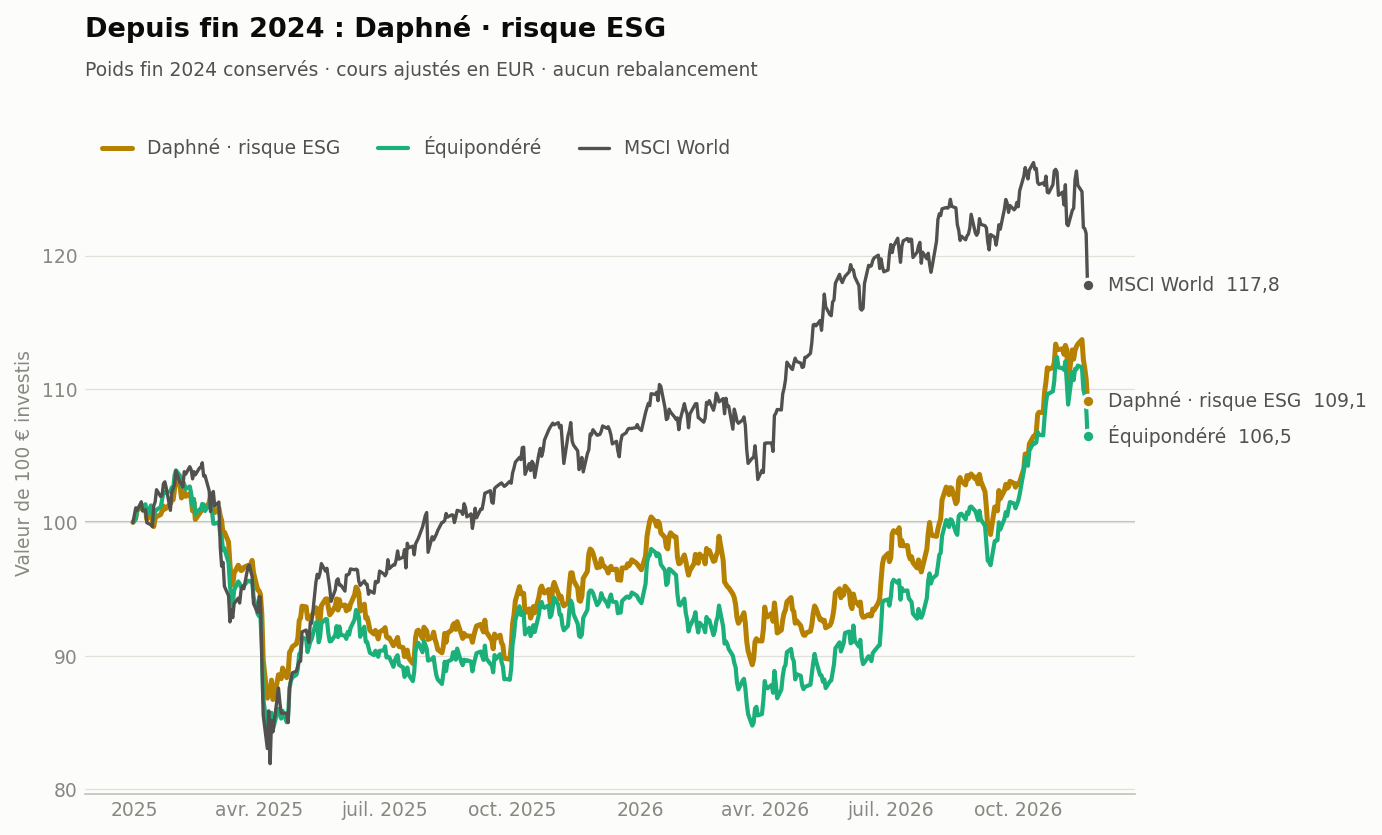 Depuis fin 2024 : Daphné · risque ESG
Poids fin 2024 conservés · cours ajustés en EUR · aucun rebalancement
Daphné · risque ESG
Équipondéré
MSCI World
Valeur de 100 € investis
120
110
100
90
80
MSCI World 117,8
Daphné · risque ESG 109,1
Équipondéré 106,5
2025
avr. 2025
juil. 2025
oct. 2025
2026
avr. 2026
juil. 2026
oct. 2026